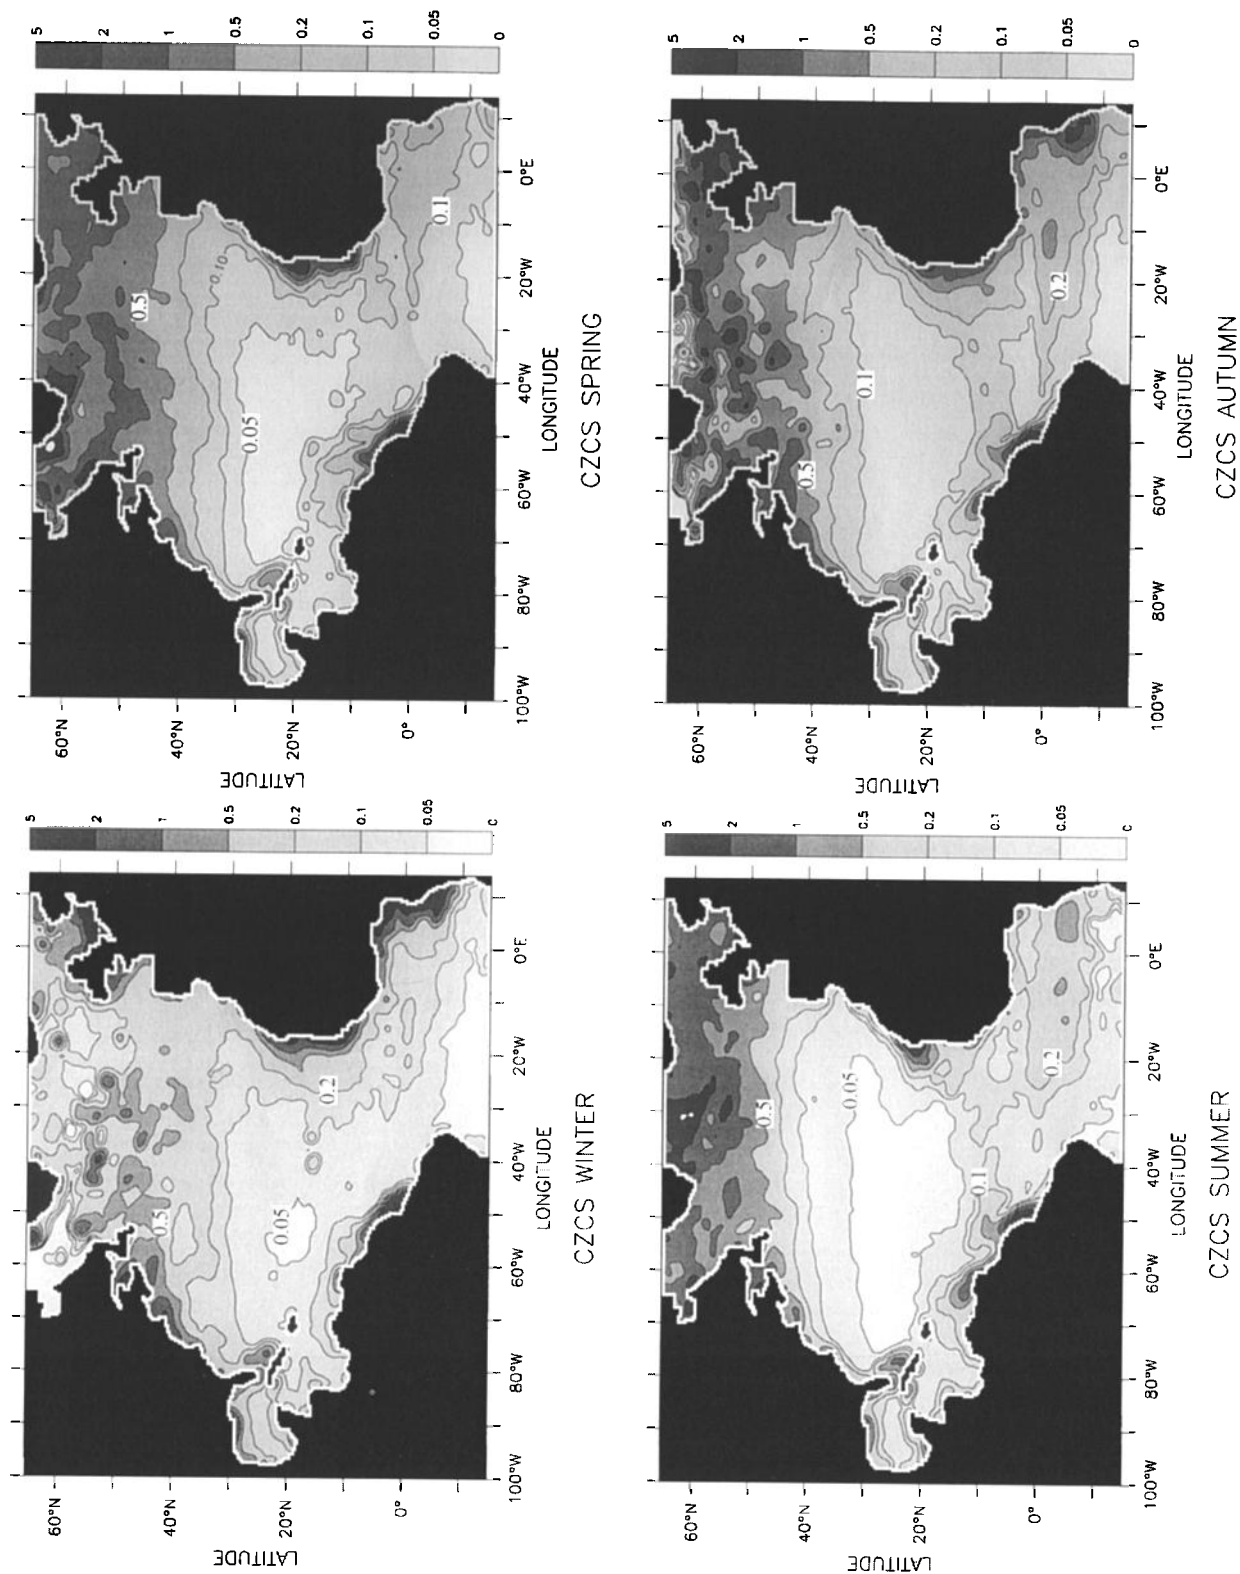 LATITUDE
60°N
40°N
20°N
0°
0.5
0.05
0.2
5
2
1
0.5
0.2
0.1
0.05
0
100°W 80°W 60°W 40°W 20°W 0°E
LONGITUDE
CZCS WINTER
LATITUDE
60°N
40°N
20°N
0°
0.5
0.10
0.05
0.1
5
2
1
0.5
0.2
0.1
0.05
0
100°W 80°W 60°W 40°W 20°W 0°E
LONGITUDE
CZCS SPRING
LATITUDE
60°N
40°N
20°N
0°
0.5
0.05
0.1
0.2
5
2
1
0.5
0.2
0.1
0.05
0
100°W 80°W 60°W 40°W 20°W 0°E
LONGITUDE
CZCS SUMMER
LATITUDE
60°N
40°N
20°N
0°
0.5
0.1
0.2
5
2
1
0.5
0.2
0.1
0.05
0
100°W 80°W 60°W 40°W 20°W 0°E
LONGITUDE
CZCS AUTUMN